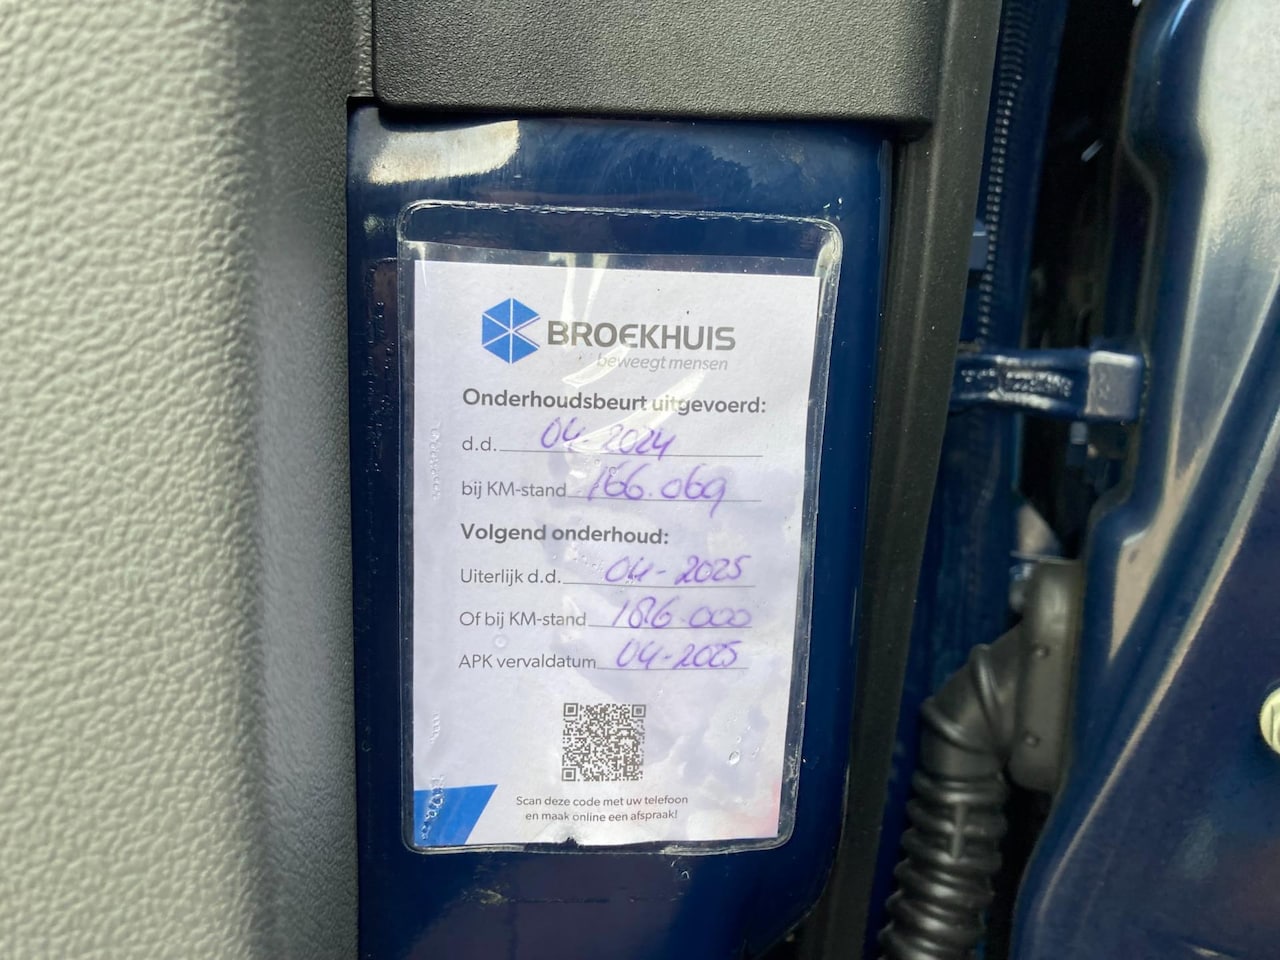 BROEKHUIS
beweegt mensen
Onderhoudsbeurt uitgevoerd:
d.d. 04-2024
bij KM-stand 166.069
Volgend onderhoud:
Uiterlijk d.d. 04-2025
Of bij KM-stand 186.000
APK vervaldatum 04-2025
Scan deze code met uw telefoon
en maak online een afspraak!